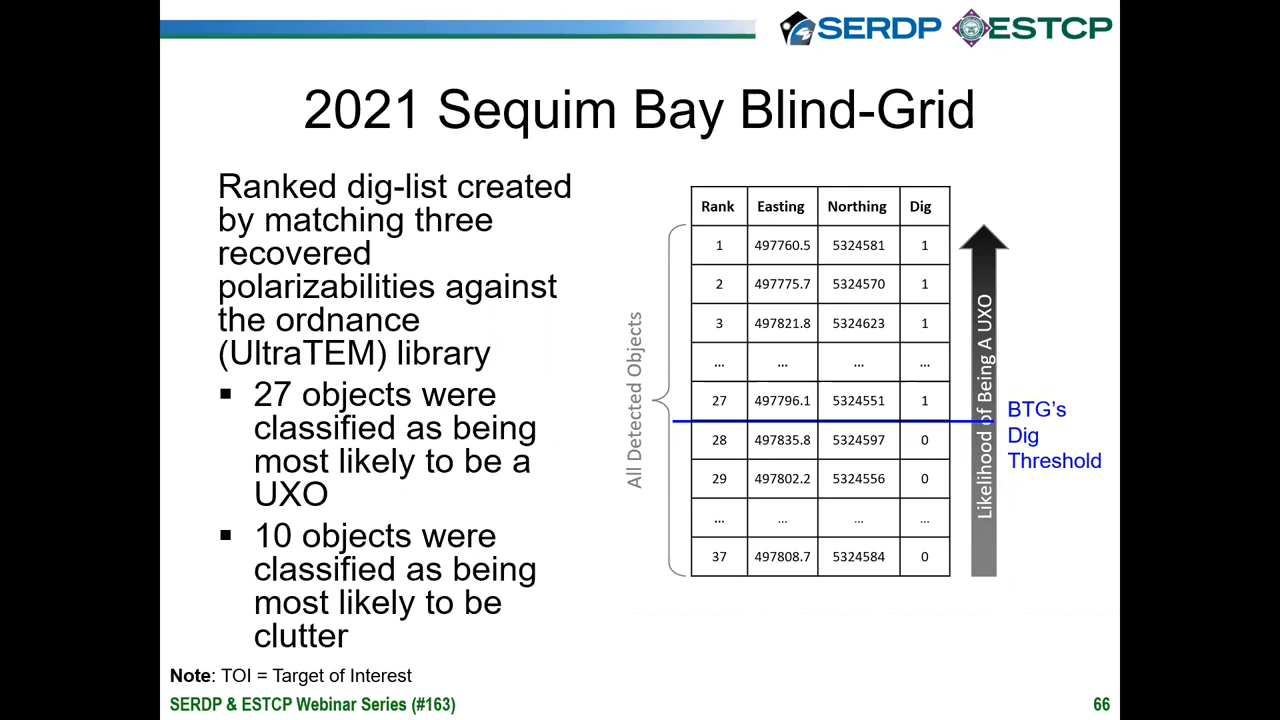 SERDP ESTCP
2021 Sequim Bay Blind-Grid
Ranked dig-list created
by matching three
recovered
polarizabilities against
the ordnance
(UltraTEM) library
▪ 27 objects were
classified as being
most likely to be a
UXO
▪ 10 objects were
classified as being
most likely to be
clutter
All Detected Objects
Rank Easting Northing Dig
1 497760.5 5324581 1
2 497775.7 5324570 1
3 497821.8 5324623 1
... ... ... ...
27 497796.1 5324551 1
28 497835.8 5324597 0
29 497802.2 5324556 0
... ... ... ...
37 497808.7 5324584 0
Likelihood of Being A UXO
BTG's
Dig
Threshold
Note: TOI = Target of Interest
SERDP & ESTCP Webinar Series (#163) 66